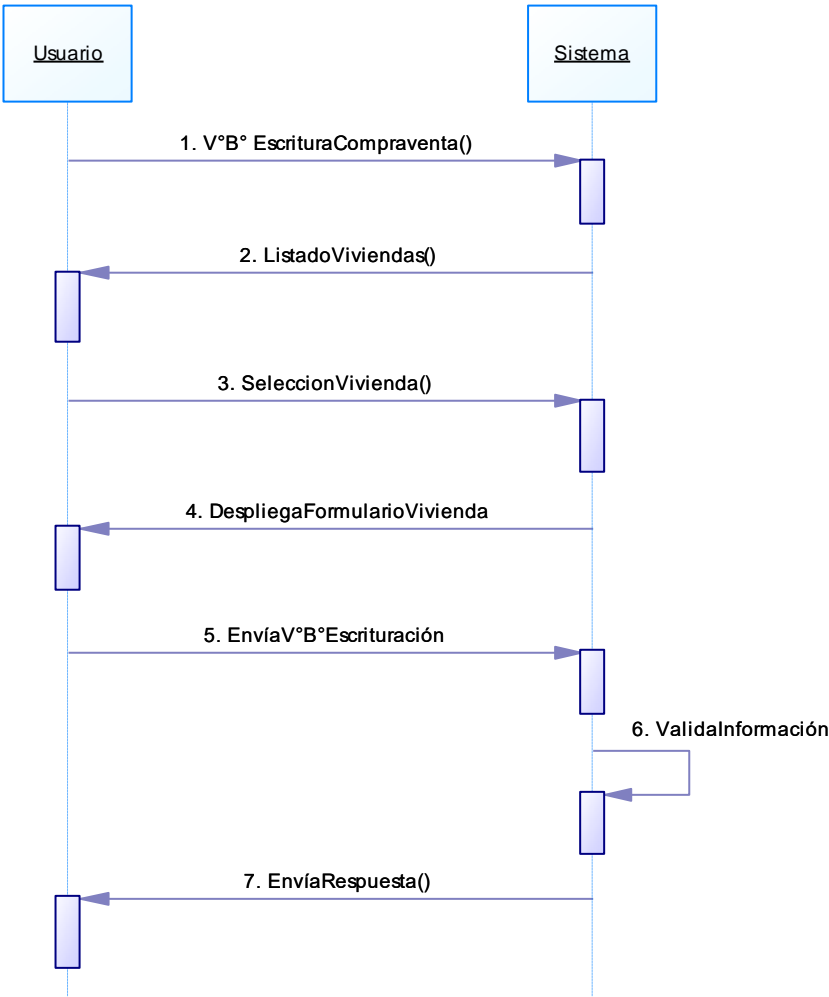 Usuario
Sistema
1. V°B° EscrituraCompraventa()
2. ListadoViviendas()
3. SeleccionVivienda()
4. DespliegaFormularioVivienda
5. EnvíaV°B°Escrituración
6. ValidaInformación
7. EnvíaRespuesta()